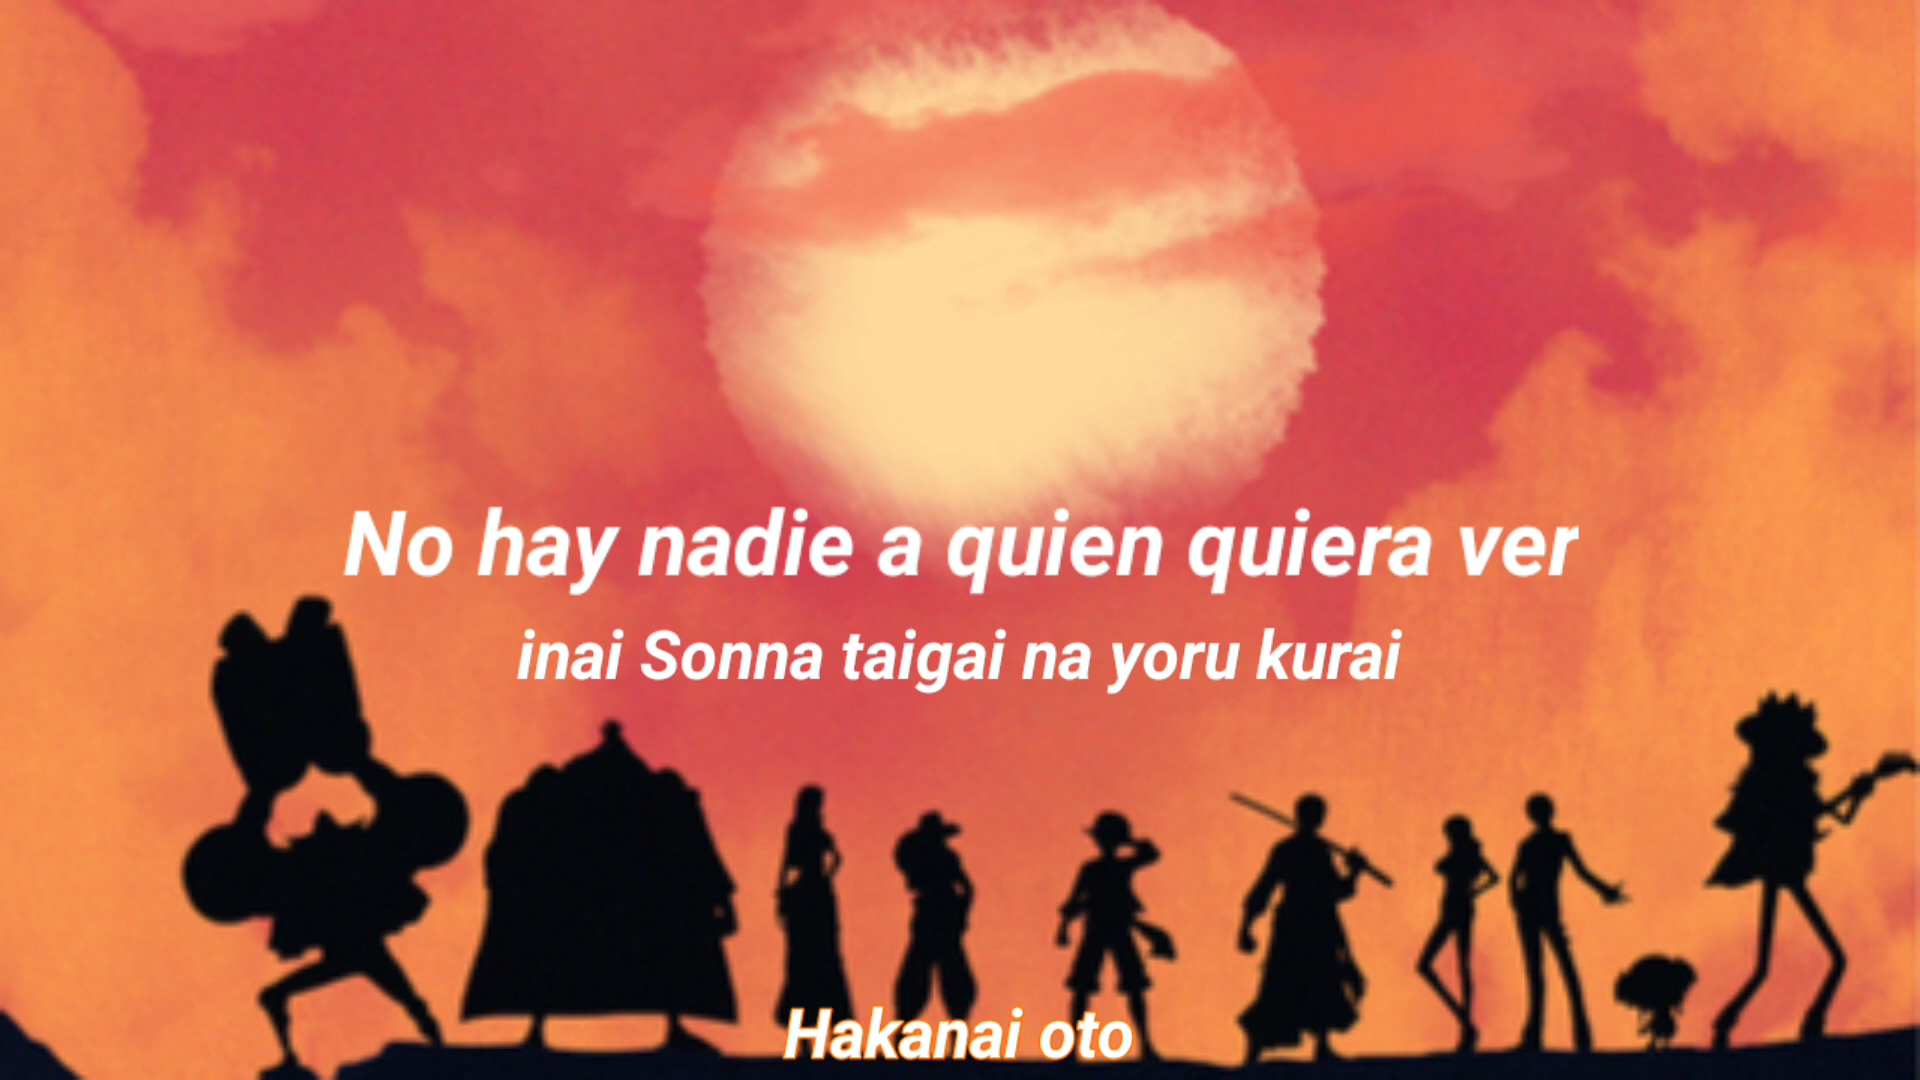 No hay nadie a quien quiera ver
inai Sonna taigai na yoru kurai
Hakanai oto